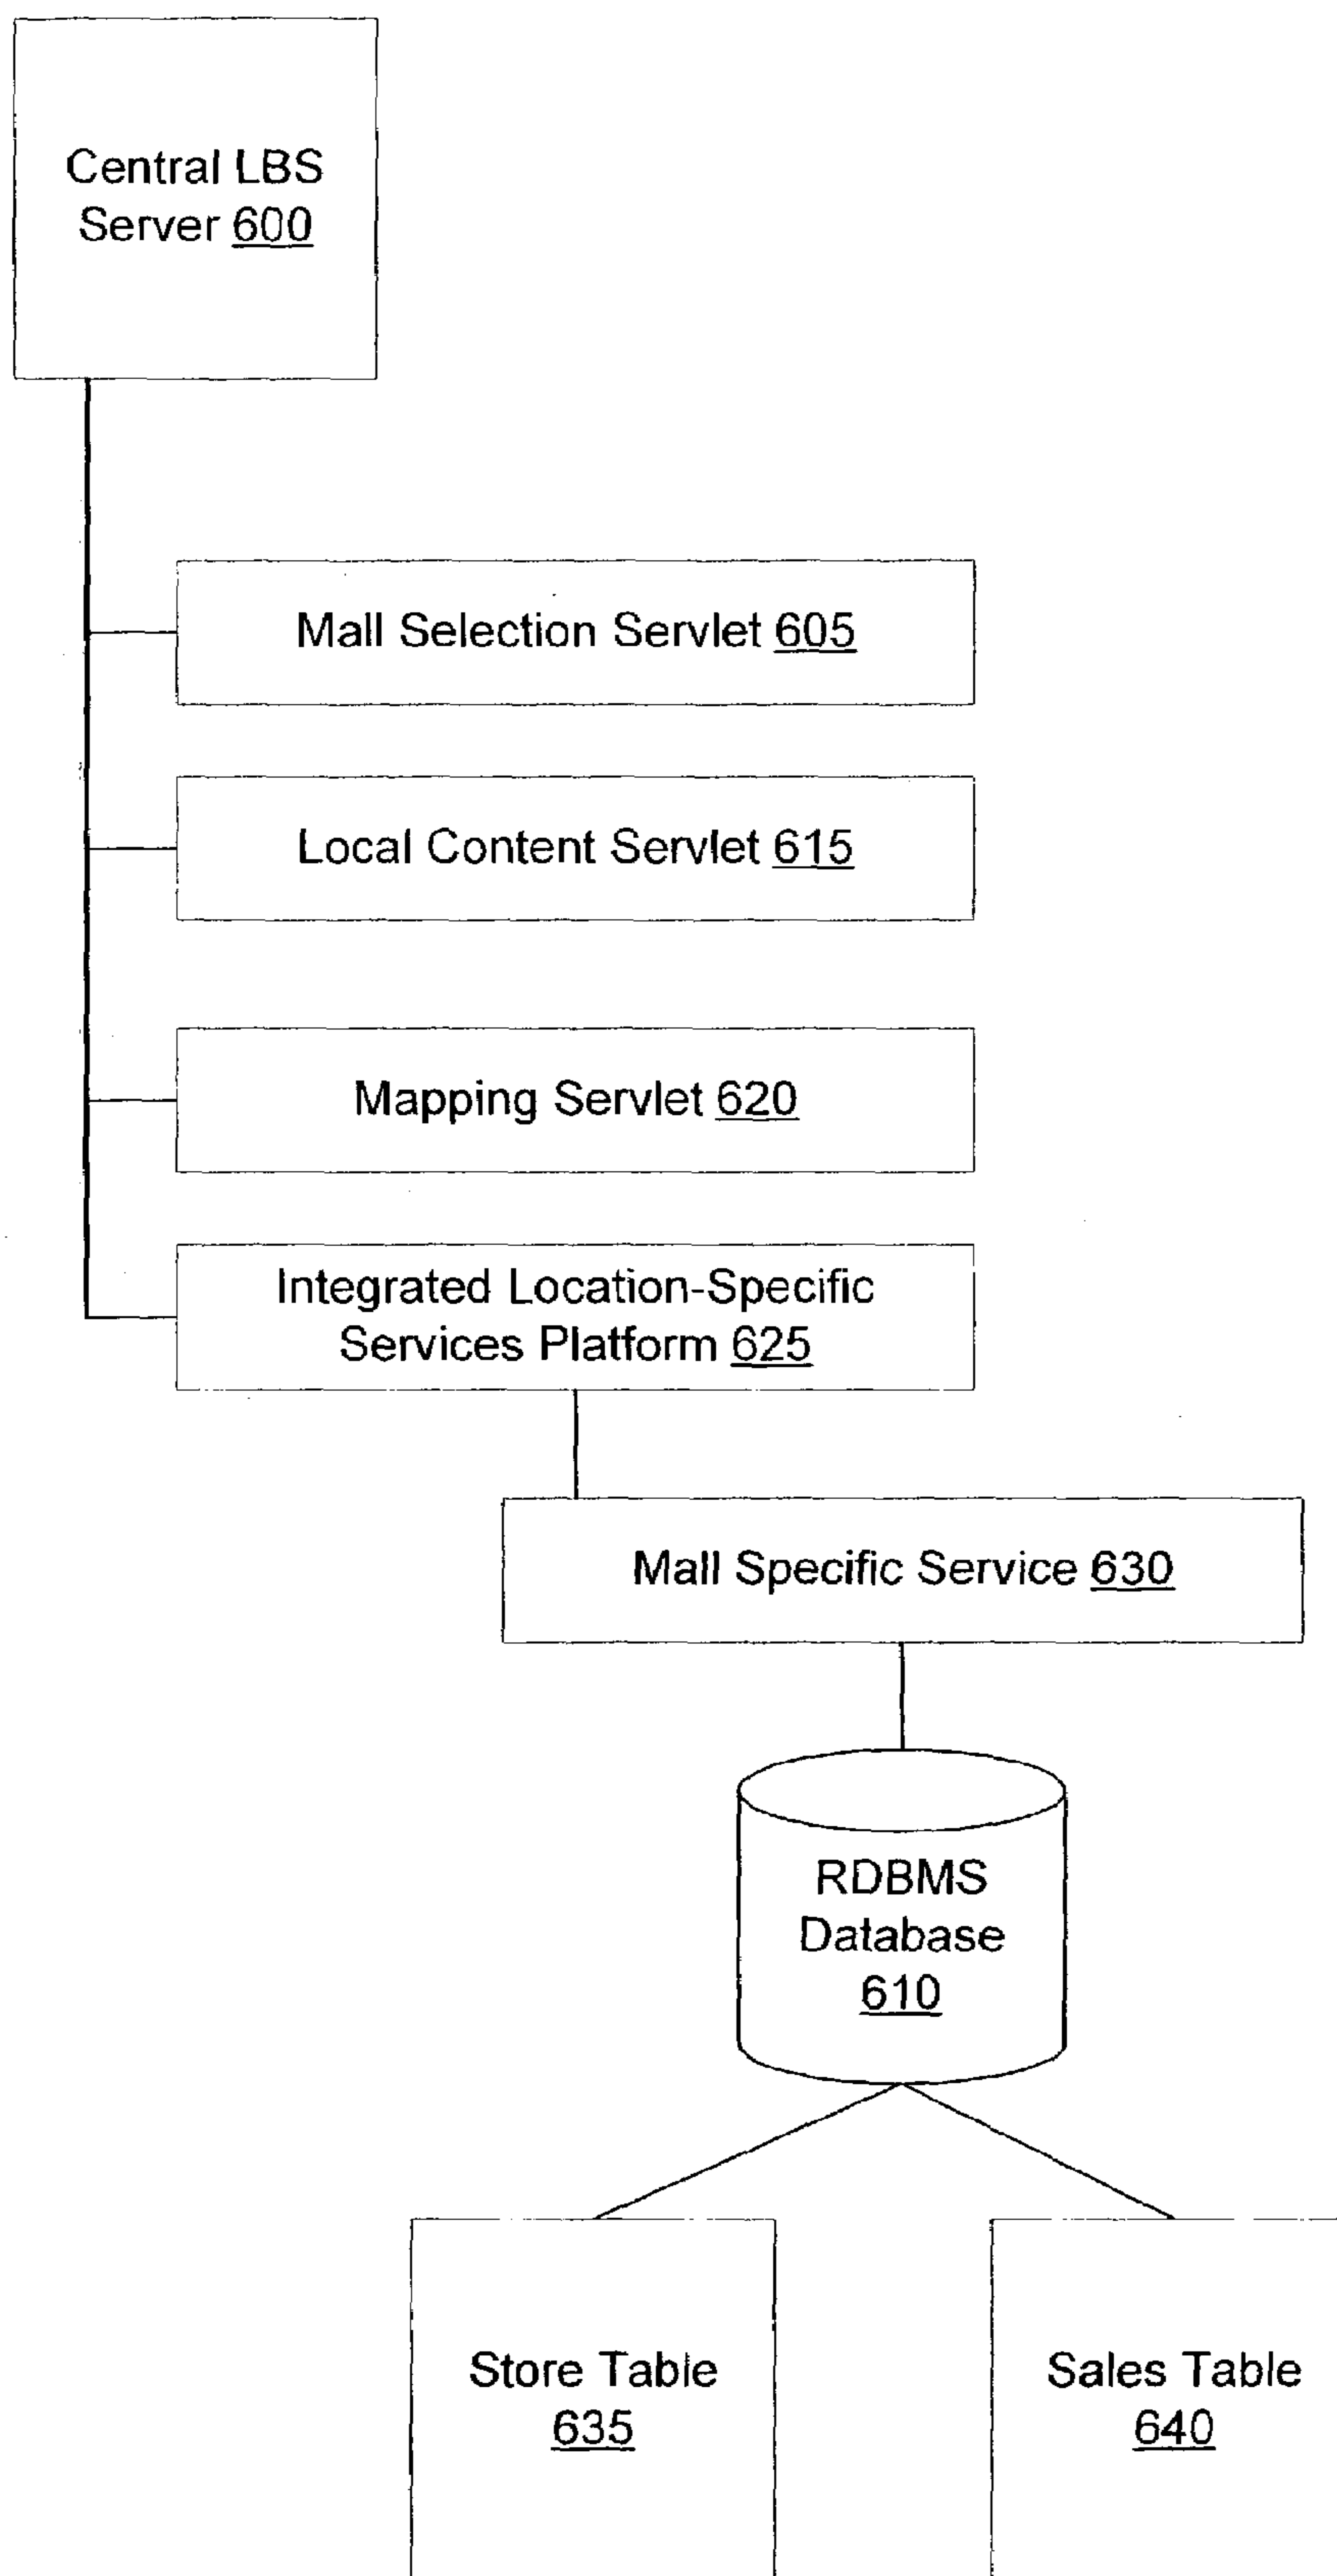 Central LBS
Server 600
Mall Selection Servlet 605
Local Content Servlet 615
Mapping Servlet 620
Integrated Location-Specific
Services Platform 625
Mall Specific Service 630
RDBMS
Database
610
Store Table
635
Sales Table
640